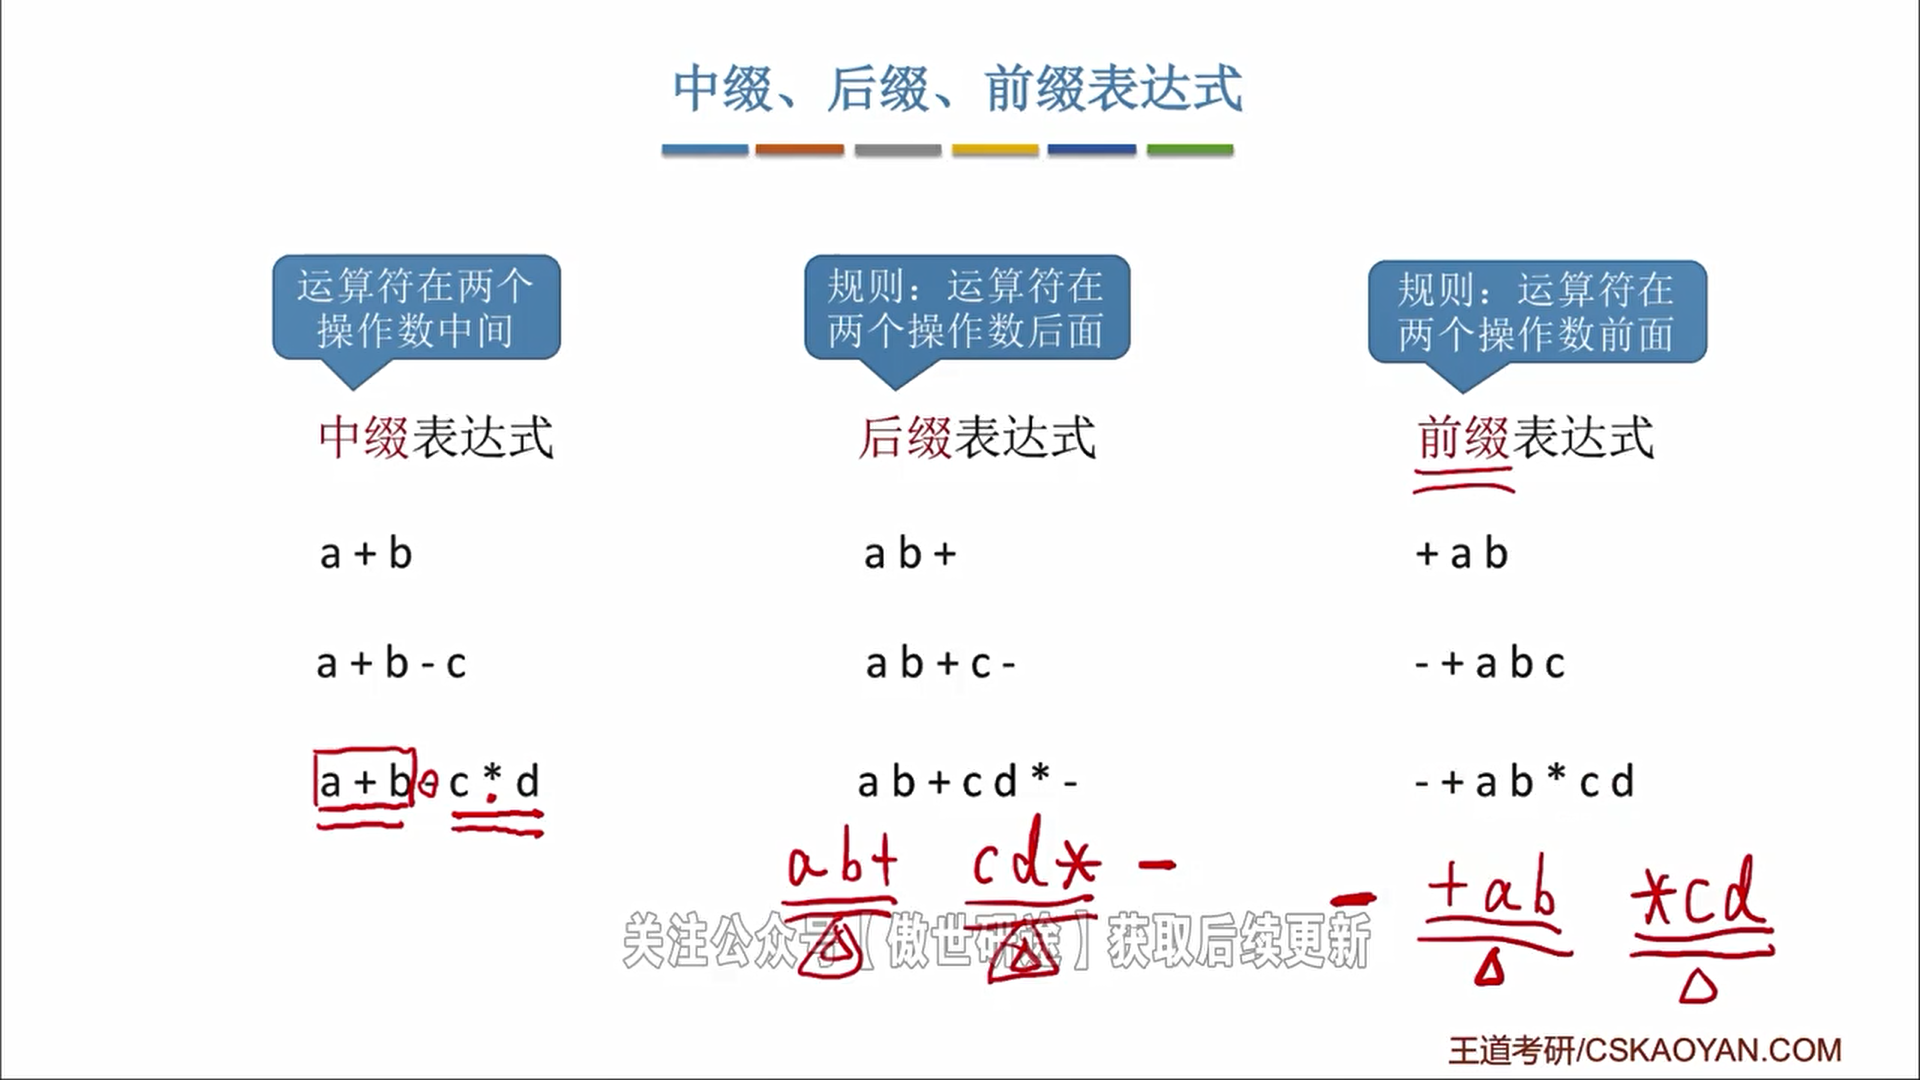 中缀、后缀、前缀表达式
运算符在两个
操作数中间
规则：运算符在
两个操作数后面
规则：运算符在
两个操作数前面
中缀表达式
后缀表达式
前缀表达式
a + b
a b +
+ a b
a + b - c
a b + c -
- + a b c
a + b - c * d
a b + c d * -
- + a b * c d
ab+ cd* -
- +ab *cd
关注公众号【傲世研途】获取后续更新
王道考研/CSKAOYAN.COM